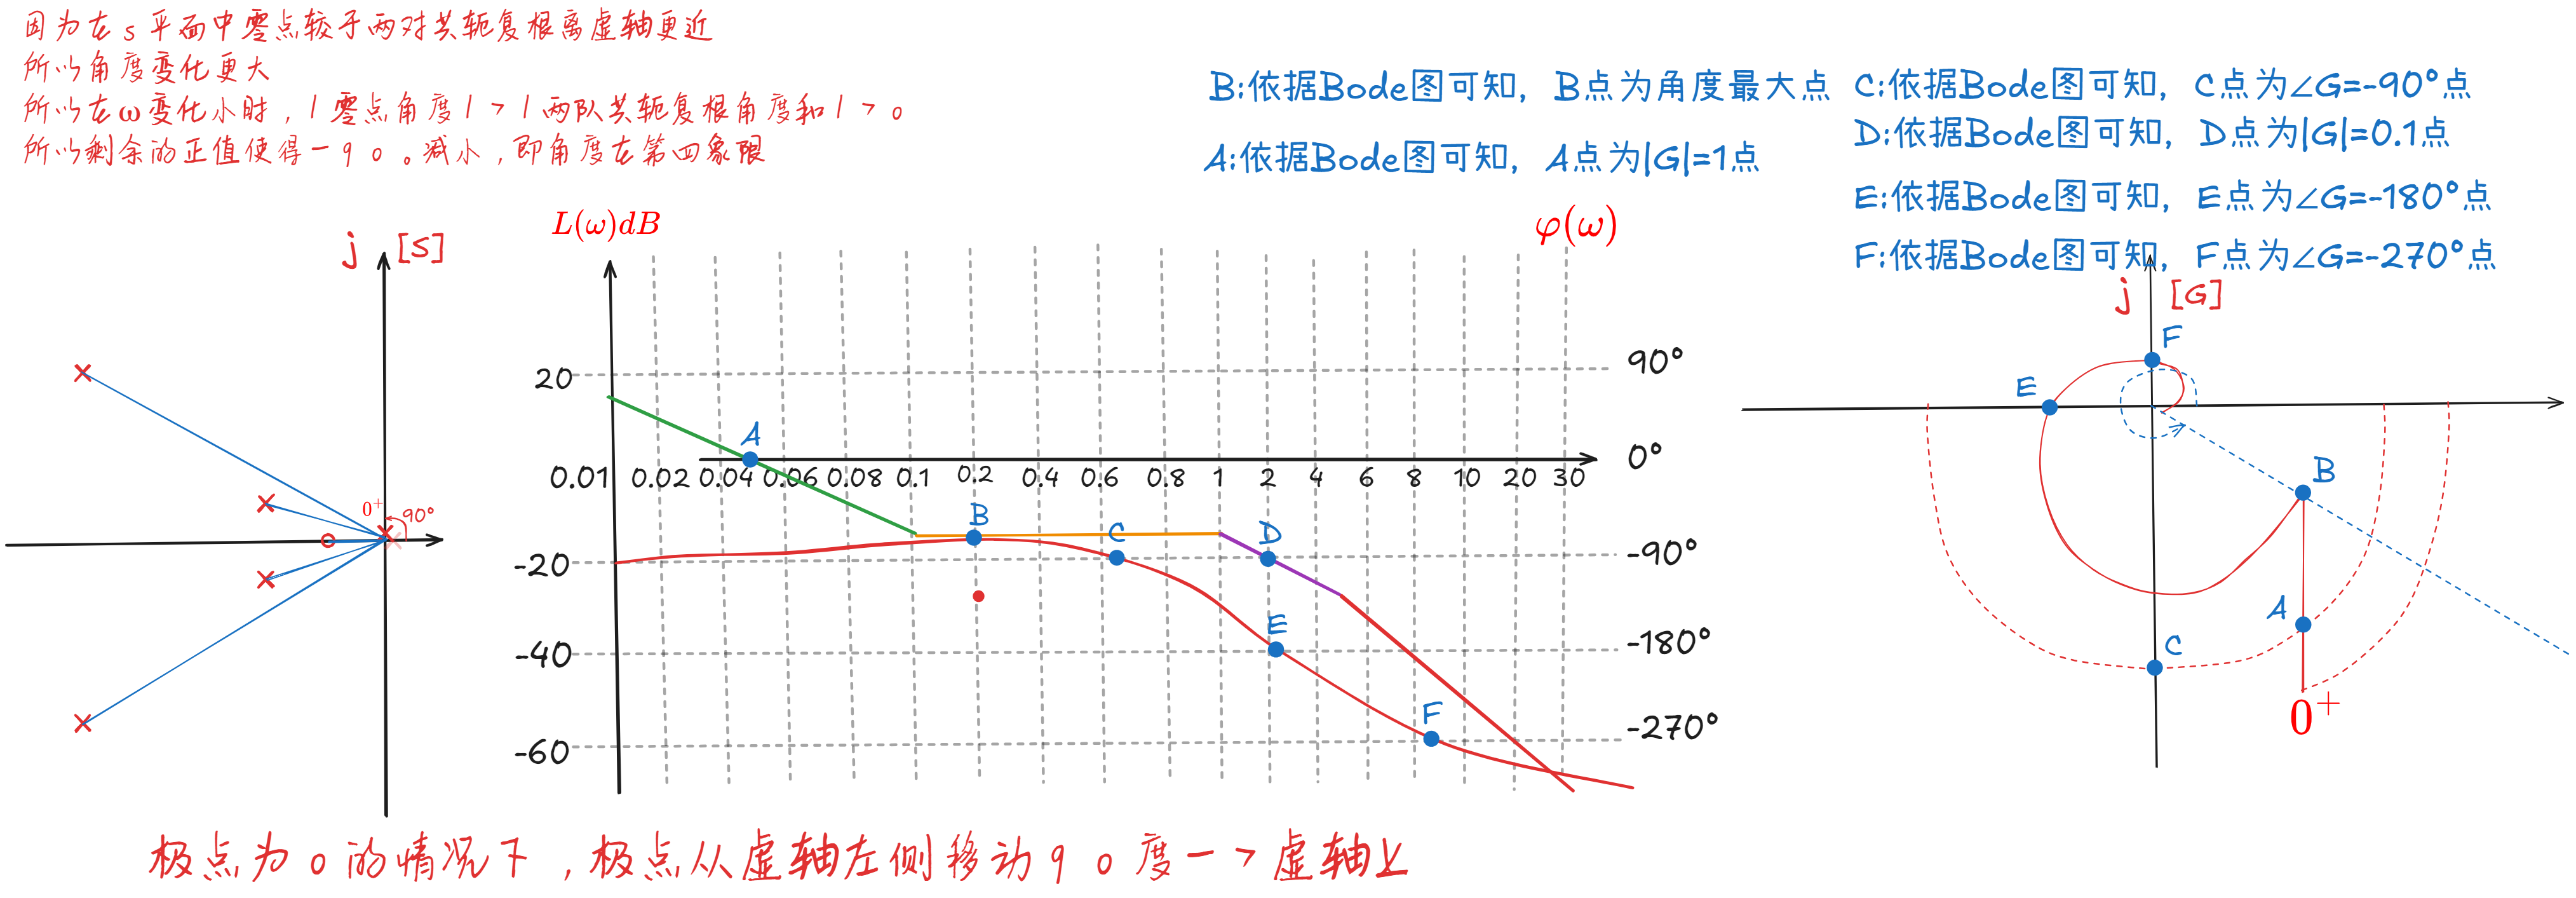 因为在s平面中零点较于两对共轭复根离虚轴更近
所以角度变化更大
所以在ω变化小时,|零点角度|>|两队共轭复根角度和|>0
所以剩余的正值使得-90。减小,即角度在第四象限
B:依据Bode图可知，B点为角度最大点
A:依据Bode图可知，A点为|G|=1点
C:依据Bode图可知，C点为∠G=-90°点
D:依据Bode图可知，D点为|G|=0.1点
E:依据Bode图可知，E点为∠G=-180°点
F:依据Bode图可知，F点为∠G=-270°点
j [S]
0⁺
90°
L(ω)dB
φ(ω)
20
-20
-40
-60
0.01 0.02 0.04 0.06 0.08 0.1 0.2 0.4 0.6 0.8 1 2 4 6 8 10 20 30
90°
0°
-90°
-180°
-270°
A
B
C
D
E
F
j [G]
F
E
B
A
C
0⁺
极点为0的情况下,极点从虚轴左侧移动90度->虚轴上